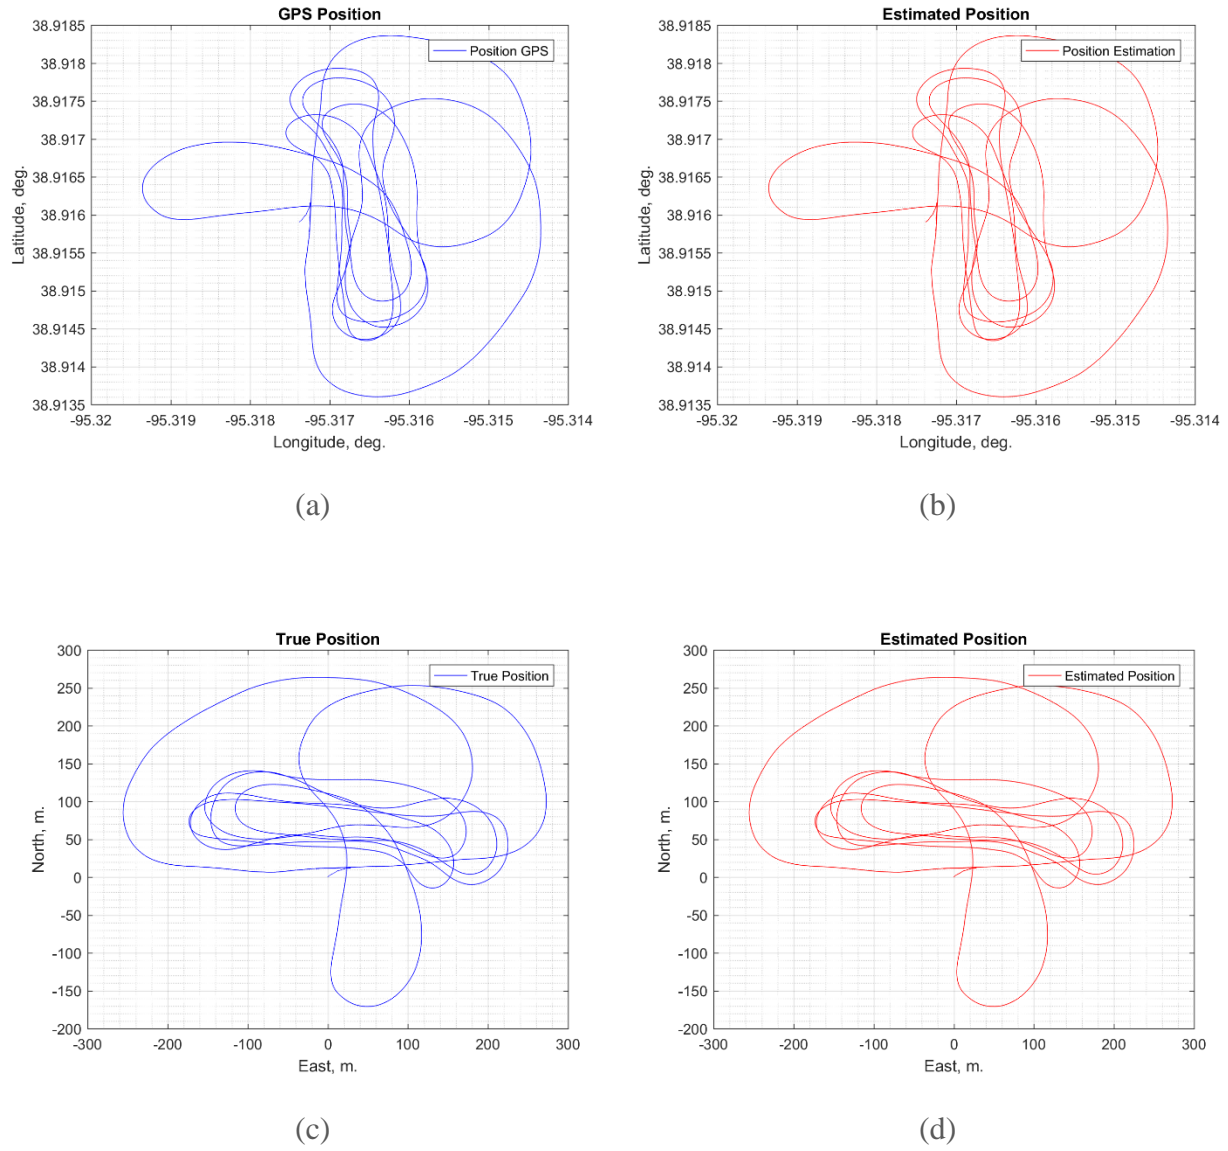 GPS Position
38.9185
38.918
38.9175
38.917
38.9165
38.916
38.9155
38.915
38.9145
38.914
38.9135
Latitude, deg.
Position GPS
-95.32 -95.319 -95.318 -95.317 -95.316 -95.315 -95.314
Longitude, deg.
(a)
Estimated Position
38.9185
38.918
38.9175
38.917
38.9165
38.916
38.9155
38.915
38.9145
38.914
38.9135
Latitude, deg.
Position Estimation
-95.32 -95.319 -95.318 -95.317 -95.316 -95.315 -95.314
Longitude, deg.
(b)
True Position
300
250
200
150
100
50
0
-50
-100
-150
-200
North, m.
True Position
-300 -200 -100 0 100 200 300
East, m.
(c)
Estimated Position
300
250
200
150
100
50
0
-50
-100
-150
-200
North, m.
Estimated Position
-300 -200 -100 0 100 200 300
East, m.
(d)